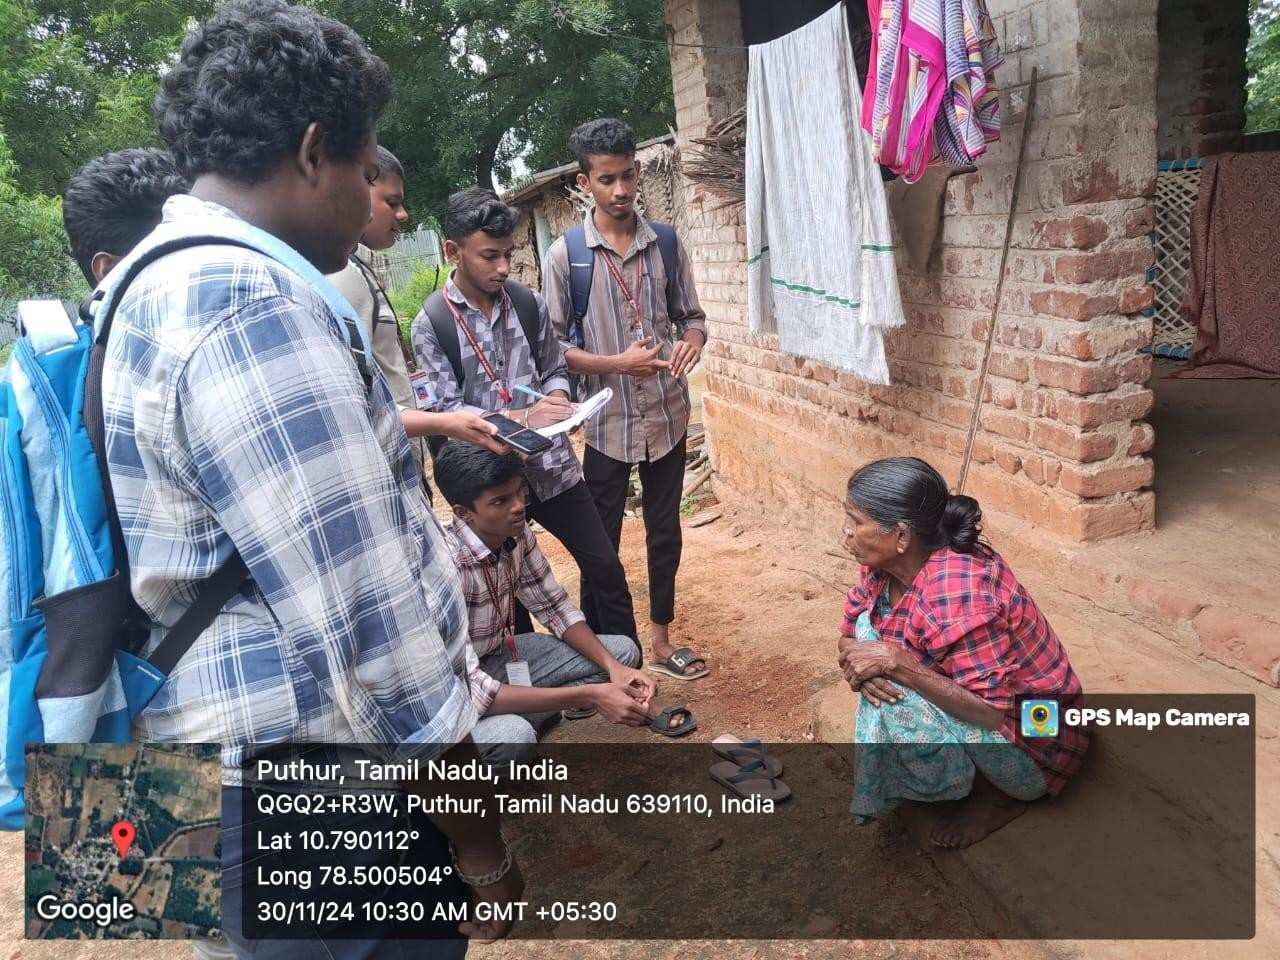 GPS Map Camera
Puthur, Tamil Nadu, India
QGQ2+R3W, Puthur, Tamil Nadu 639110, India
Lat 10.790112°
Long 78.500504°
30/11/24 10:30 AM GMT +05:30
Google